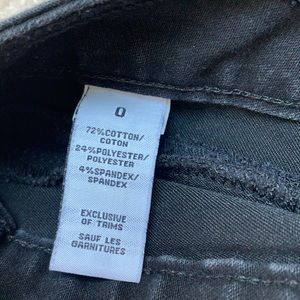 0
72%COTTON/
COTON
24%POLYESTER/
POLYESTER
4%SPANDEX/
SPANDEX
EXCLUSIVE
OF TRIMS
SAUF LES
GARNITURES